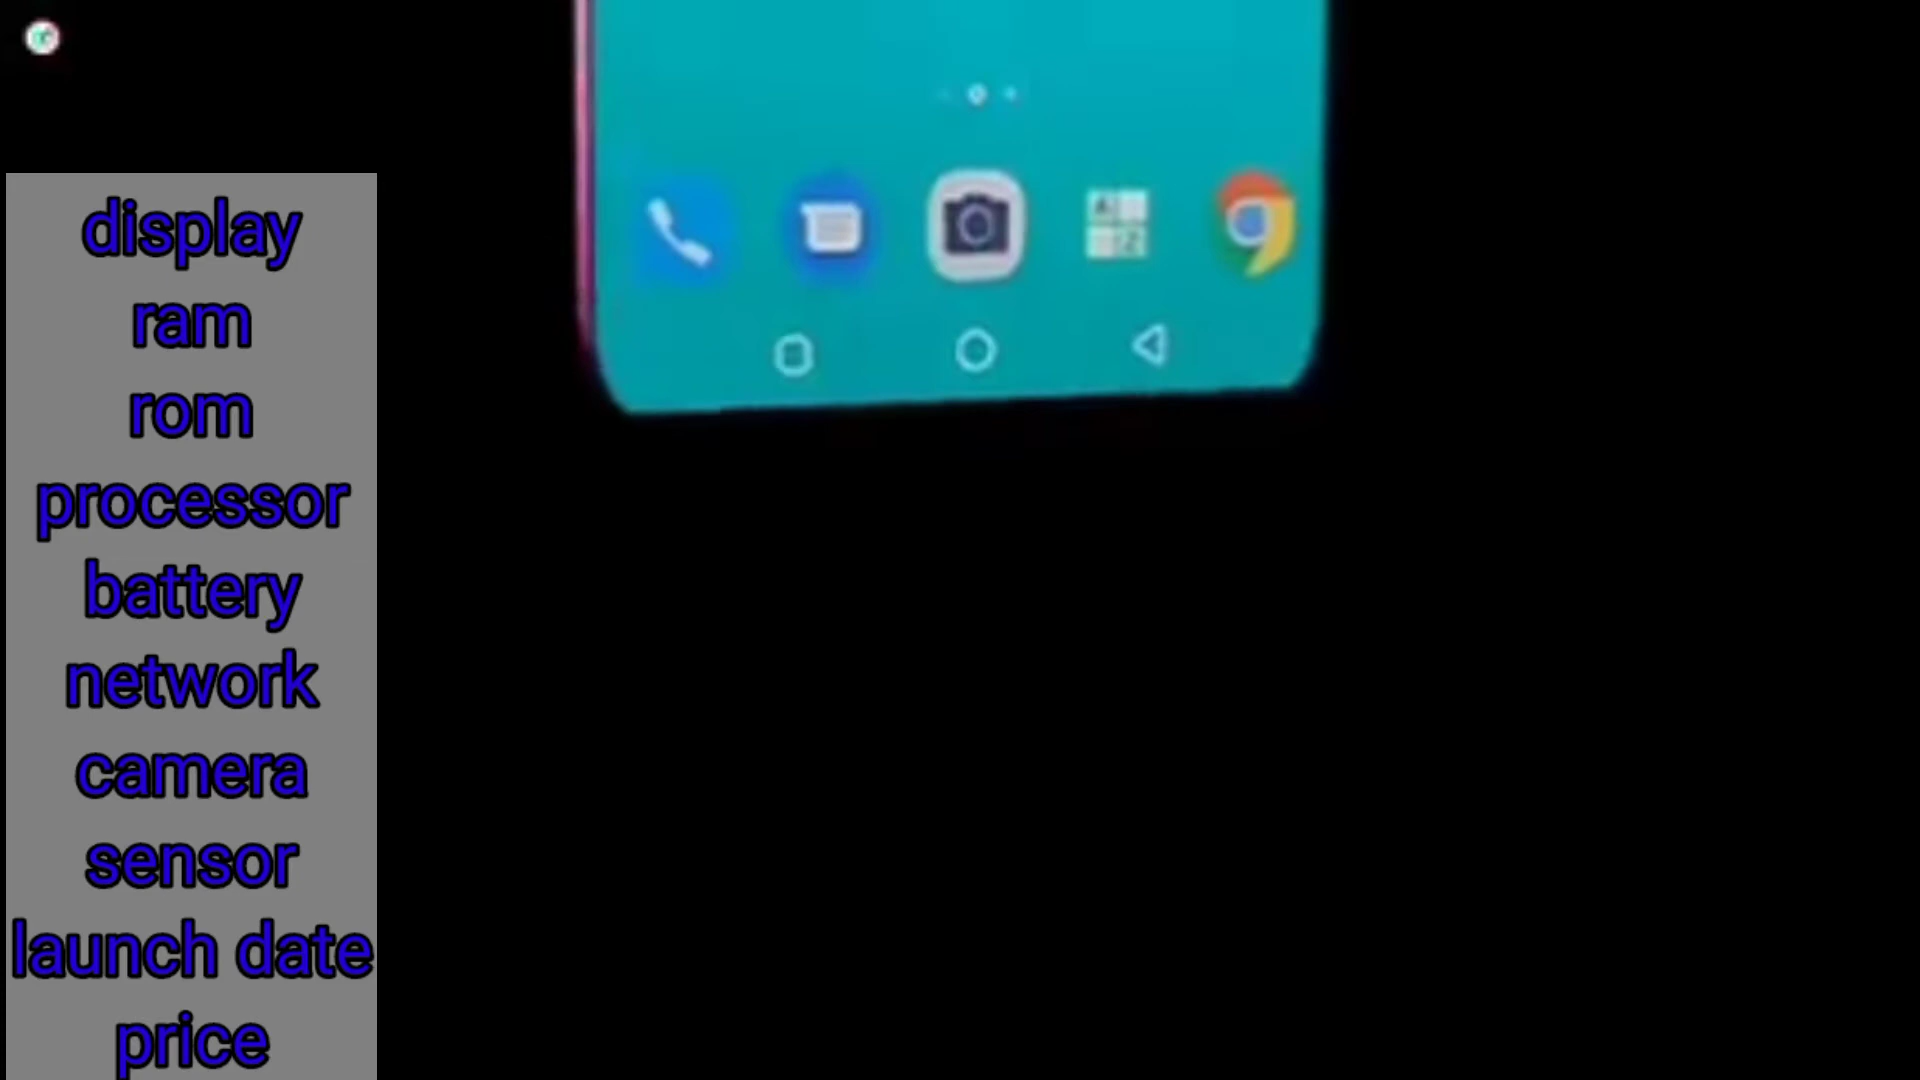 display
ram
rom
processor
battery
network
camera
sensor
launch date
price